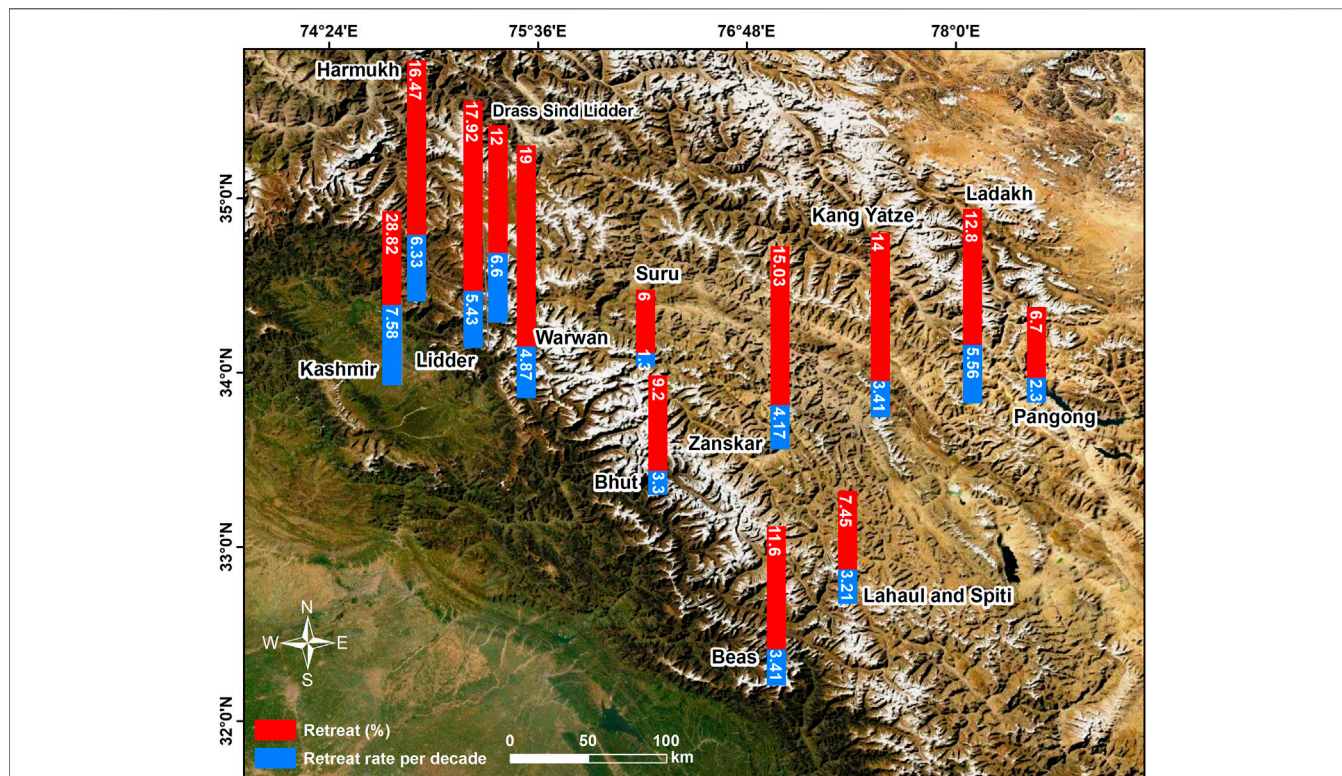 74°24'E 75°36'E 76°48'E 78°0'E
Harmukh
16.47
6.33
17.92
5.43
Drass Sind Lidder
12
6.6
19
4.87
28.82
7.58
Kashmir
Lidder
Warwan
Suru
6
1.3
9.2
3.3
Bhut
15.03
4.17
Zanskar
Kang Yatze
14
3.41
Ladakh
12.8
5.56
6.7
2.3
Pangong
7.45
3.21
Lahaul and Spiti
11.6
3.41
Beas
35°0'N
34°0'N
33°0'N
32°0'N
N
W E
S
Retreat (%)
Retreat rate per decade
0 50 100
km